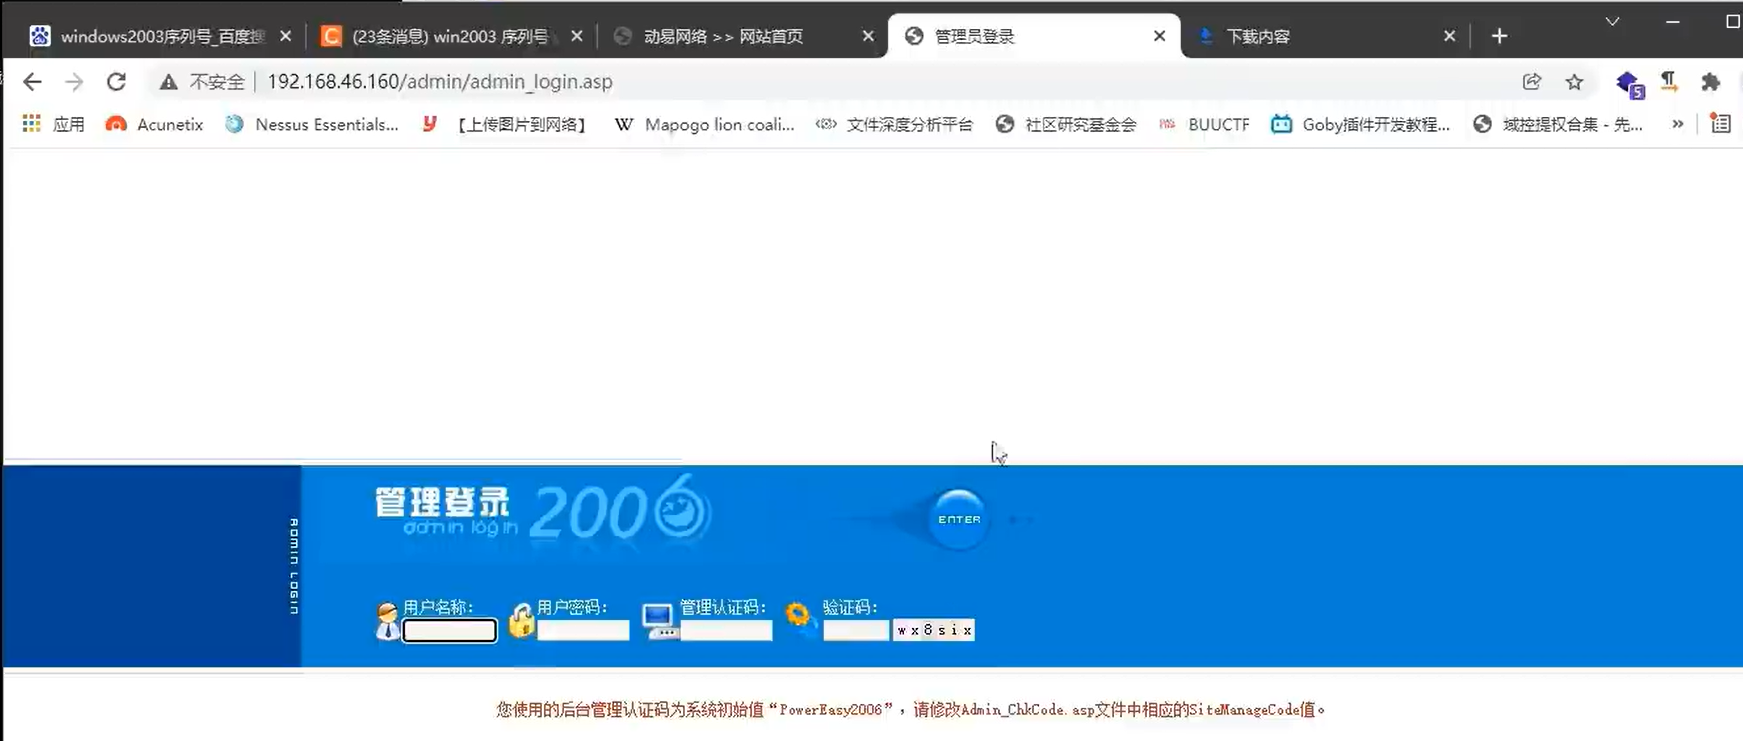 windows2003序列号_百度搜
(23条消息) win2003 序列号
动易网络 >> 网站首页
管理员登录
下载内容
不安全
192.168.46.160/admin/admin_login.asp
5
应用
Acunetix
Nessus Essentials...
【上传图片到网络】
Mapogo lion coali...
文件深度分析平台
社区研究基金会
BUUCTF
Goby插件开发教程...
域控提权合集 - 先...
»
管理登录 2006
admin login
ENTER
ADMIN LOGIN
用户名称：
用户密码：
管理认证码：
验证码：
wx8six
您使用的后台管理认证码为系统初始值“PowerEasy2006”，请修改Admin_ChkCode.asp文件中相应的SiteManageCode值。